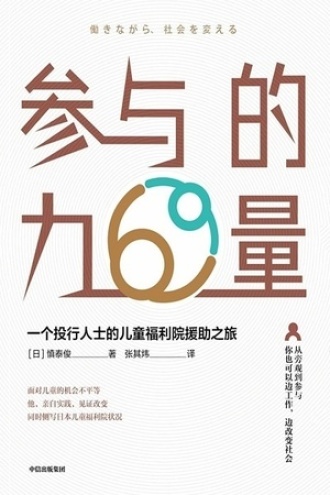 働きながら、社会を変える
参与的
力量
一个投行人士的儿童福利院援助之旅
[日]慎泰俊 著 张其炜 译
从旁观到参与
你也可以边工作，边改变社会
面对儿童的机会不平等
他，亲自实践，见证改变
同时侧写日本儿童福利院状况
中信出版集团